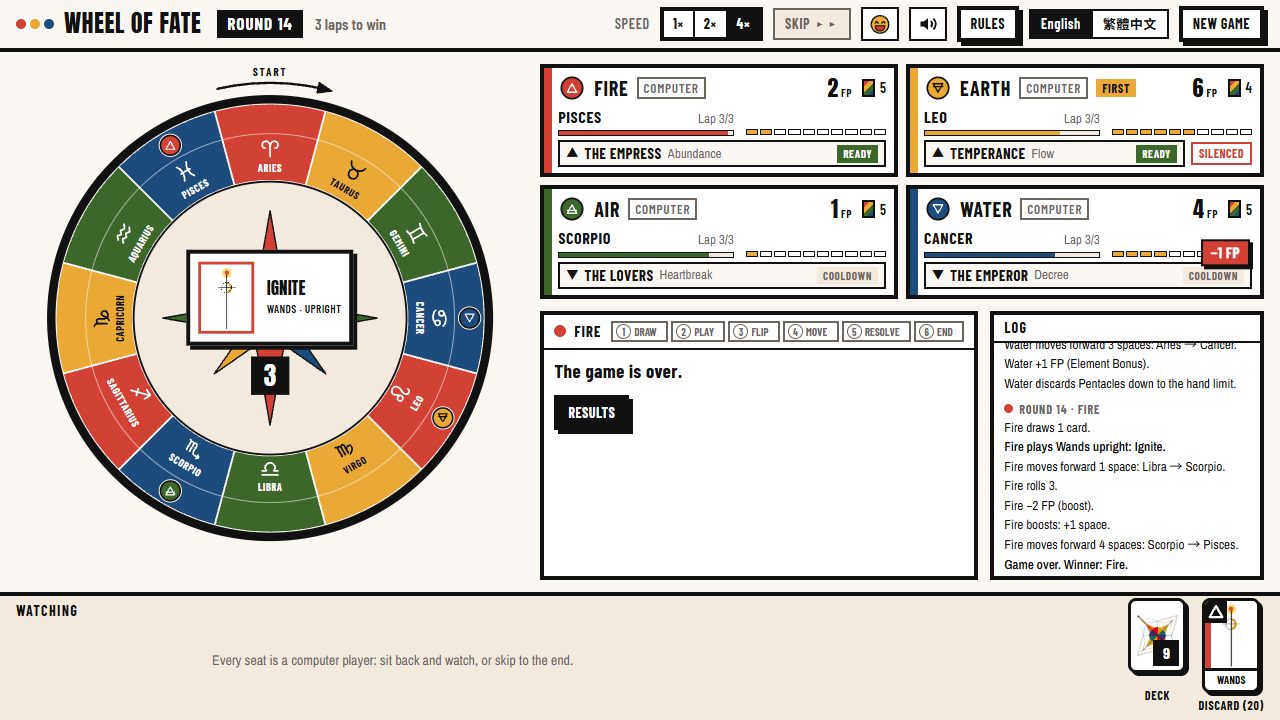 WHEEL OF FATE
ROUND 14
3 laps to win
SPEED
1×
2×
4×
SKIP
RULES
English
繁體中文
NEW GAME
START
ARIES
TAURUS
GEMINI
CANCER
LEO
VIRGO
LIBRA
SCORPIO
SAGITTARIUS
CAPRICORN
AQUARIUS
PISCES
IGNITE
WANDS · UPRIGHT
3
FIRE
COMPUTER
2 FP
5
PISCES
Lap 3/3
THE EMPRESS Abundance
READY
EARTH
COMPUTER
FIRST
6 FP
4
LEO
Lap 3/3
TEMPERANCE Flow
READY
SILENCED
AIR
COMPUTER
1 FP
5
SCORPIO
Lap 3/3
THE LOVERS Heartbreak
COOLDOWN
WATER
COMPUTER
4 FP
5
CANCER
Lap 3/3
−1 FP
THE EMPEROR Decree
COOLDOWN
FIRE
1 DRAW
2 PLAY
3 FLIP
4 MOVE
5 RESOLVE
6 END
The game is over.
RESULTS
LOG
Water moves forward 3 spaces: Aries → Cancer.
Water +1 FP (Element Bonus).
Water discards Pentacles down to the hand limit.
ROUND 14 · FIRE
Fire draws 1 card.
Fire plays Wands upright: Ignite.
Fire moves forward 1 space: Libra → Scorpio.
Fire rolls 3.
Fire −2 FP (boost).
Fire boosts: +1 space.
Fire moves forward 4 spaces: Scorpio → Pisces.
Game over. Winner: Fire.
WATCHING
Every seat is a computer player: sit back and watch, or skip to the end.
9
DECK
WANDS
DISCARD (20)